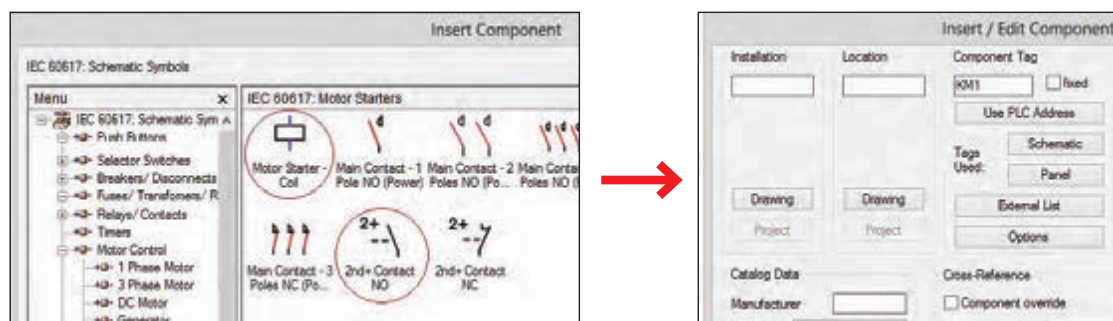 Insert Component
IEC 60617: Schematic Symbols
Menu x
IEC 60617: Schematic Sym
Push Buttons
Selector Switches
Breakers/ Disconnects
Fuses/ Transfomers/ R
Relays/ Contacts
Timers
Motor Control
1 Phase Motor
3 Phase Motor
DC Motor
Generator
IEC 60617: Motor Starters
Motor Starter - Coil
Main Contact - 1 Pole NO (Power)
Main Contact - 2 Poles NO (Po...
Main Conta
Poles NO (
Main Contact - 3 Poles NC (Po...
2+
2nd+ Contact NO
2+
2nd+ Contact NC
Insert / Edit Component
Installation
Location
Component Tag
KM1
fixed
Use PLC Address
Tags Used:
Schematic
Panel
External List
Options
Drawing
Project
Drawing
Project
Catalog Data
Manufacturer
Cross-Reference
Component override